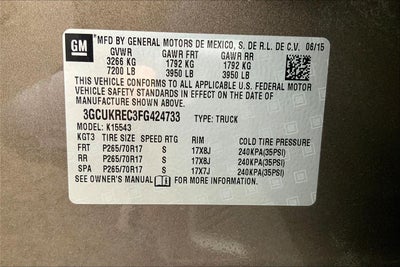 GM
MFD BY GENERAL MOTORS DE MEXICO, S. DE R.L. DE C.V. 06/15
GVWR GAWR FRT GAWR RR
3266 KG 1792 KG 1792 KG
7200 LB 3950 LB 3950 LB
THIS VEHICLE CONFORMS TO ALL APPLICABLE U.S. FEDERAL MOTOR
VEHICLE SAFETY STANDARDS IN EFFECT ON THE DATE OF
MANUFACTURE SHOWN ABOVE.
3GCUKREC3FG424733 TYPE: TRUCK
MODEL: K15543
KGT3 TIRE SIZE SPEED RTG RIM COLD TIRE PRESSURE
FRT P265/70R17 S 17X8J 240KPA(35PSI)
RR P265/70R17 S 17X8J 240KPA(35PSI)
SPA P265/70R17 S 17X7J 240KPA(35PSI)
SEE OWNER'S MANUAL FOR MORE INFORMATION.